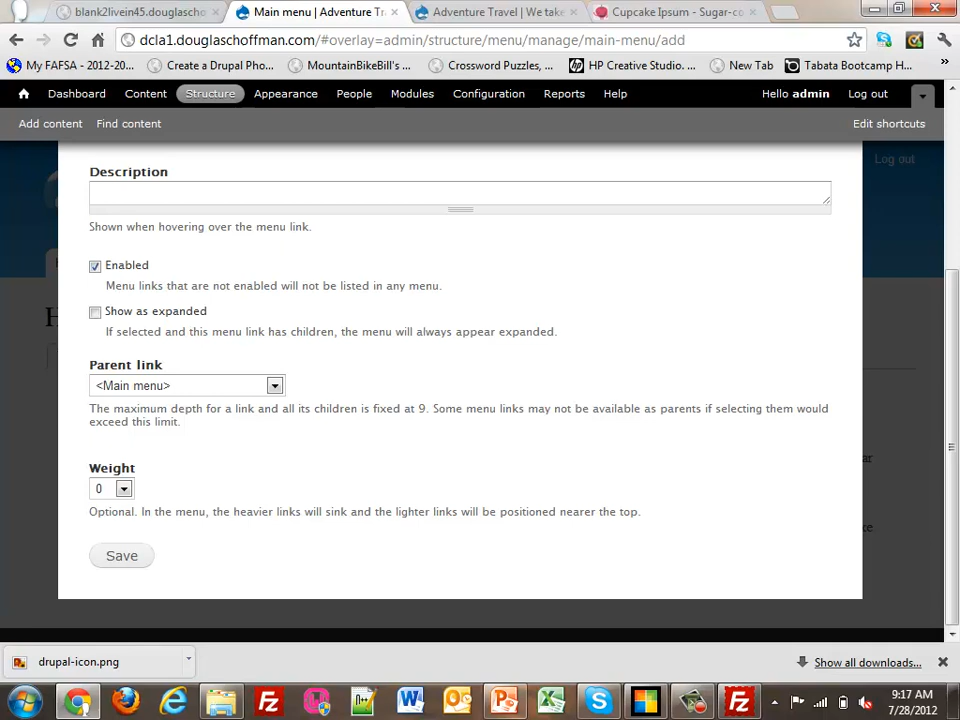 blank2livein45.douglascho
Main menu | Adventure Tr
Adventure Travel | We take
Cupcake Ipsum - Sugar-co
dcla1.douglaschoffman.com/#overlay=admin/structure/menu/manage/main-menu/add
My FAFSA - 2012-20...
Create a Drupal Pho...
MountainBikeBill's ...
Crossword Puzzles, ...
HP Creative Studio. ...
New Tab
Tabata Bootcamp H...
Dashboard
Content
Structure
Appearance
People
Modules
Configuration
Reports
Help
Hello admin
Log out
Add content
Find content
Edit shortcuts
Log out
Description
Shown when hovering over the menu link.
Enabled
Menu links that are not enabled will not be listed in any menu.
Show as expanded
If selected and this menu link has children, the menu will always appear expanded.
Parent link
<Main menu>
The maximum depth for a link and all its children is fixed at 9. Some menu links may not be available as parents if selecting them would
exceed this limit.
Weight
0
Optional. In the menu, the heavier links will sink and the lighter links will be positioned nearer the top.
Save
drupal-icon.png
Show all downloads...
9:17 AM
7/28/2012